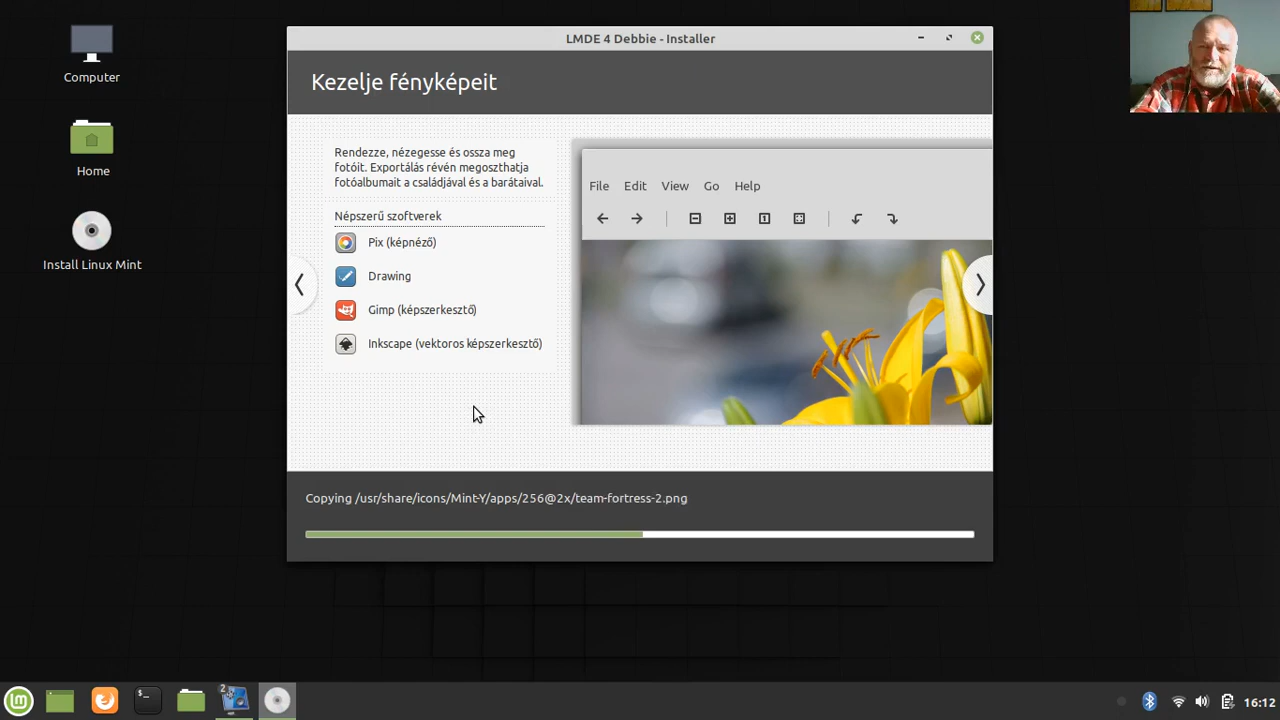 LMDE 4 Debbie - Installer
Computer
Kezelje fényképeit
Home
Install Linux Mint
Rendezze, nézegesse és ossza meg
fotóit. Exportálás révén megoszthatja
fotóalbumait a családjával és a barátaival.
Népszerű szoftverek
Pix (képnéző)
Drawing
Gimp (képszerkesztő)
Inkscape (vektoros képszerkesztő)
File Edit View Go Help
Copying /usr/share/icons/Mint-Y/apps/256@2x/team-fortress-2.png
2
16:12